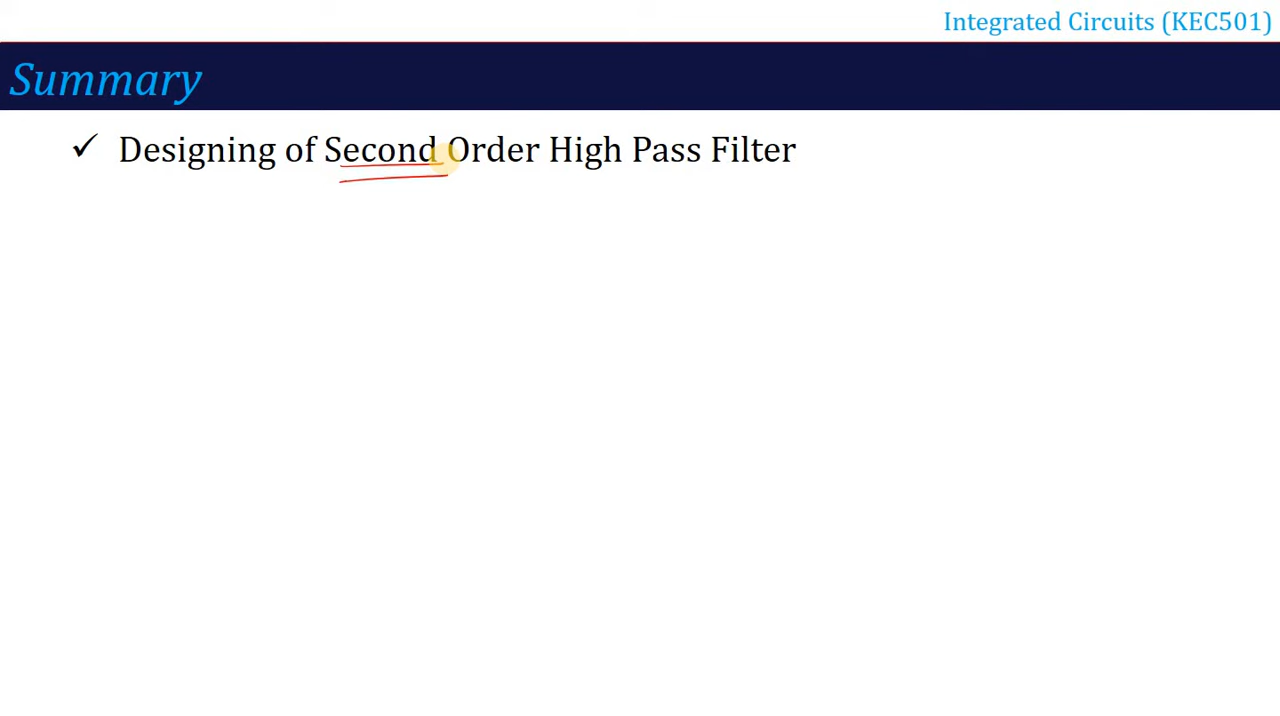 Integrated Circuits (KEC501)
Summary
✓ Designing of Second Order High Pass Filter